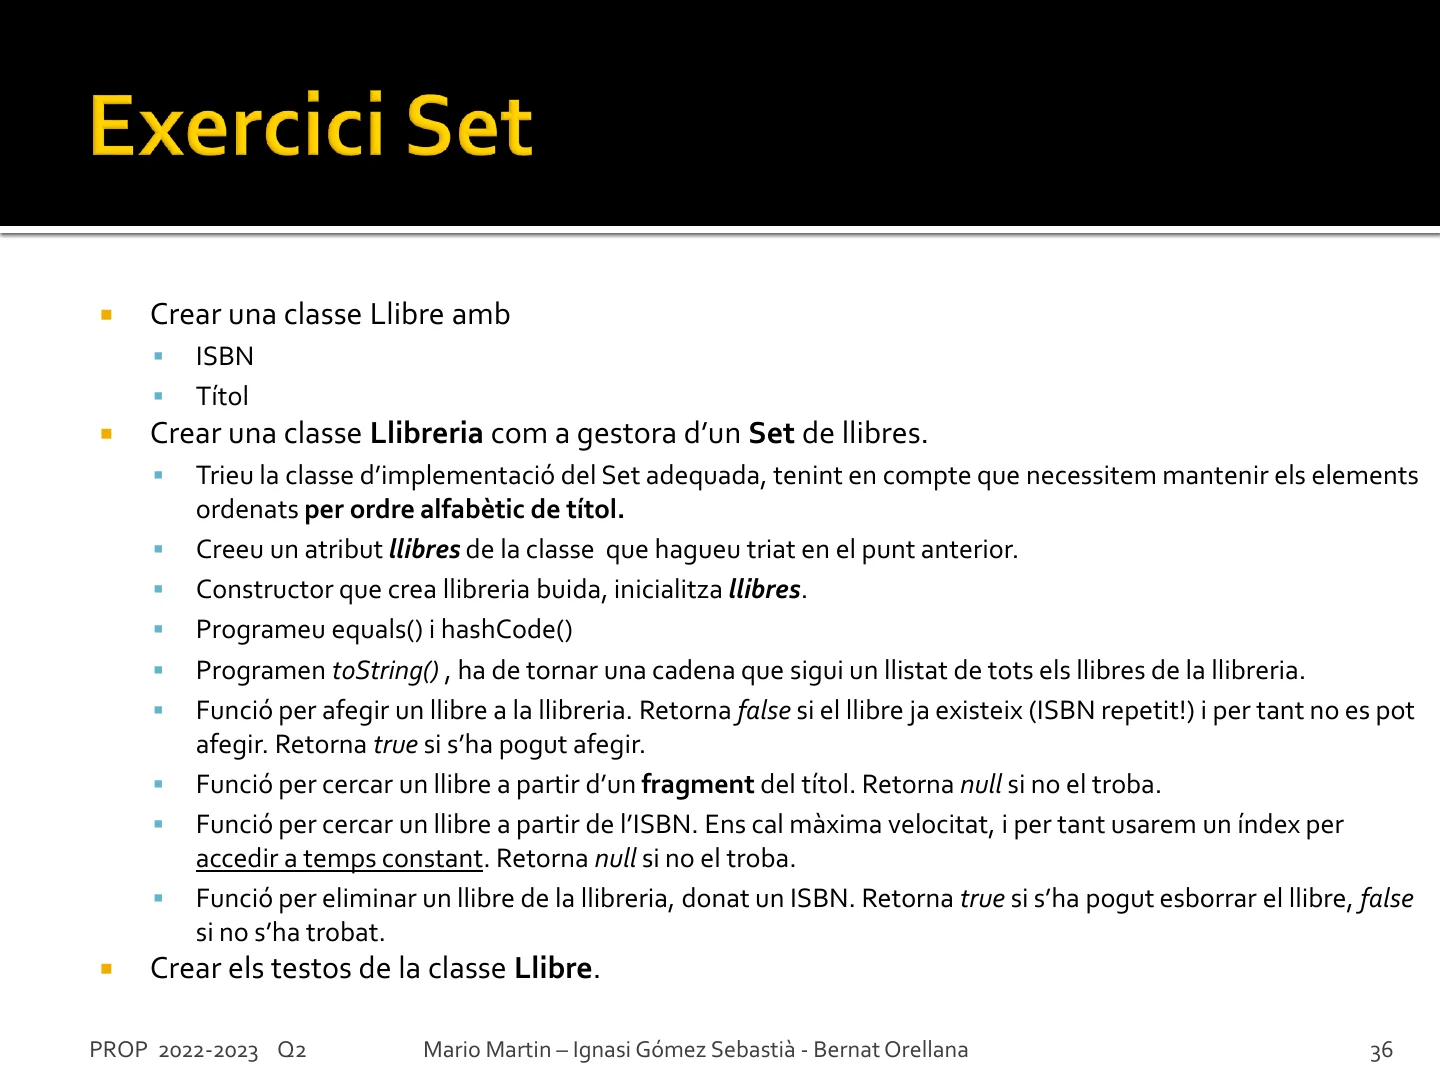 Exercici Set
Crear una classe Llibre amb
ISBN
Títol
Crear una classe Llibreria com a gestora d’un Set de llibres.
Trieu la classe d’implementació del Set adequada, tenint en compte que necessitem mantenir els elements
ordenats per ordre alfabètic de títol.
Creeu un atribut llibres de la classe que hagueu triat en el punt anterior.
Constructor que crea llibreria buida, inicialitza llibres.
Programeu equals() i hashCode()
Programen toString() , ha de tornar una cadena que sigui un llistat de tots els llibres de la llibreria.
Funció per afegir un llibre a la llibreria. Retorna false si el llibre ja existeix (ISBN repetit!) i per tant no es pot
afegir. Retorna true si s’ha pogut afegir.
Funció per cercar un llibre a partir d’un fragment del títol. Retorna null si no el troba.
Funció per cercar un llibre a partir de l’ISBN. Ens cal màxima velocitat, i per tant usarem un índex per
accedir a temps constant. Retorna null si no el troba.
Funció per eliminar un llibre de la llibreria, donat un ISBN. Retorna true si s’ha pogut esborrar el llibre, false
si no s’ha trobat.
Crear els testos de la classe Llibre.
PROP 2022-2023 Q2 Mario Martin – Ignasi Gómez Sebastià - Bernat Orellana 36